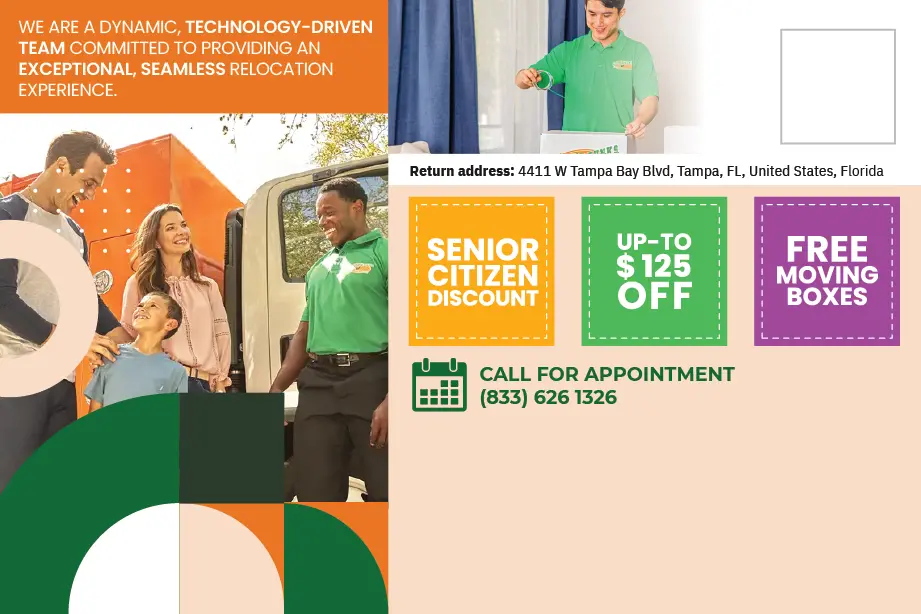 WE ARE A DYNAMIC, TECHNOLOGY-DRIVEN
TEAM COMMITTED TO PROVIDING AN
EXCEPTIONAL, SEAMLESS RELOCATION
EXPERIENCE.
Return address: 4411 W Tampa Bay Blvd, Tampa, FL, United States, Florida
SENIOR
CITIZEN
DISCOUNT
UP-TO
$125
OFF
FREE
MOVING
BOXES
CALL FOR APPOINTMENT
(833) 626 1326